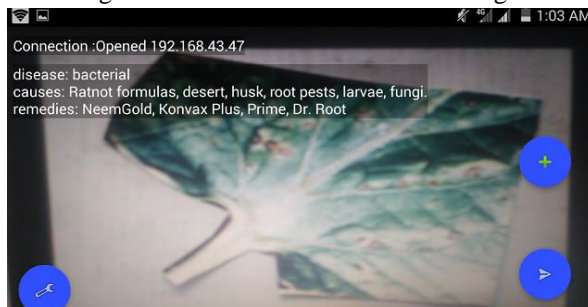 4G
1:03 AM
Connection :Opened 192.168.43.47
disease: bacterial
causes: Ratnot formulas, desert, husk, root pests, larvae, fungi.
remedies: NeemGold, Konvax Plus, Prime, Dr. Root